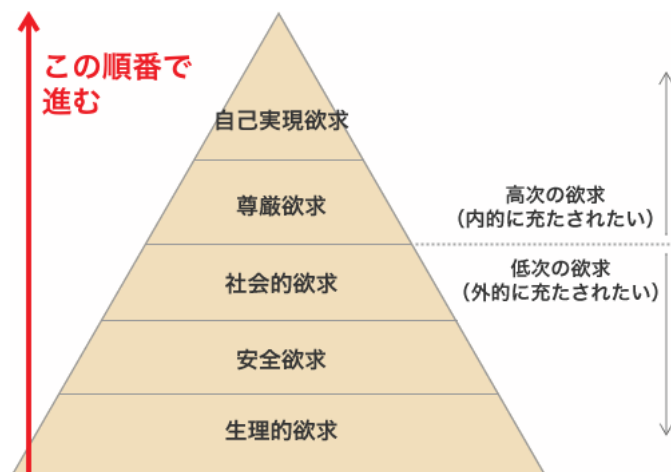 この順番で
進む
自己実現欲求
尊厳欲求
高次の欲求
（内的に充たされたい）
低次の欲求
（外的に充たされたい）
社会的欲求
安全欲求
生理的欲求